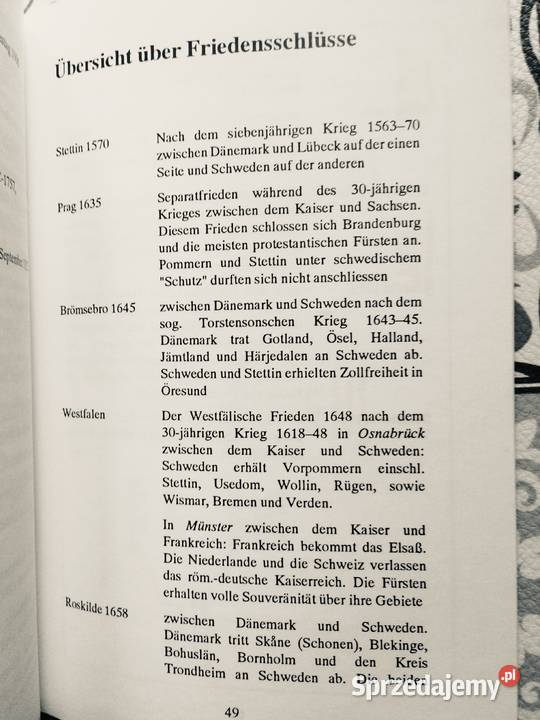 Übersicht über Friedensschlüsse
Stettin 1570
Nach dem siebenjährigen Krieg 1563–70
zwischen Dänemark und Lübeck auf der einen
Seite und Schweden auf der anderen
Prag 1635
Separatfrieden während des 30-jährigen
Krieges zwischen dem Kaiser und Sachsen.
Diesem Frieden schlossen sich Brandenburg
und die meisten protestantischen Fürsten an.
Pommern und Stettin unter schwedischem
"Schutz" durften sich nicht anschliessen
Brömsebro 1645
zwischen Dänemark und Schweden nach dem
sog. Torstensonschen Krieg 1643–45.
Dänemark trat Gotland, Ösel, Halland,
Jämtland und Härjedalen an Schweden ab.
Schweden und Stettin erhielten Zollfreiheit in
Öresund
Westfalen
Der Westfälische Frieden 1648 nach dem
30-jährigen Krieg 1618–48 in Osnabrück
zwischen dem Kaiser und Schweden:
Schweden erhält Vorpommern einschl.
Stettin, Usedom, Wollin, Rügen, sowie
Wismar, Bremen und Verden.
In Münster zwischen dem Kaiser und
Frankreich: Frankreich bekommt das Elsaß.
Die Niederlande und die Schweiz verlassen
das röm.-deutsche Kaiserreich. Die Fürsten
erhalten volle Souveränität über ihre Gebiete
Roskilde 1658
zwischen Dänemark und Schweden.
Dänemark tritt Skåne (Schonen), Blekinge,
Bohuslän, Bornholm und den Kreis
Trondheim an Schweden ab. Die beider
49
Sprzedajemy.pl